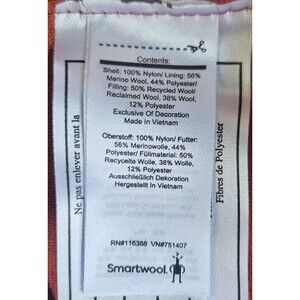 Contents:
Shell: 100% Nylon/ Lining: 56%
Merino Wool, 44% Polyester/
Filling: 50% Recycled Wool/
Reclaimed Wool, 38% Wool,
12% Polyester
Exclusive Of Decoration
Made In Vietnam
Oberstoff: 100% Nylon/ Futter:
56% Merinowolle, 44%
Polyester/ Füllmaterial: 50%
Recycelte Wolle, 38% Wolle,
12% Polyester
Ausschließlich Dekoration
Hergestellt In Vietnam
RN#116386 VN#751407
Smartwool
Ne pas enlever avant la
Fibres de Polyester